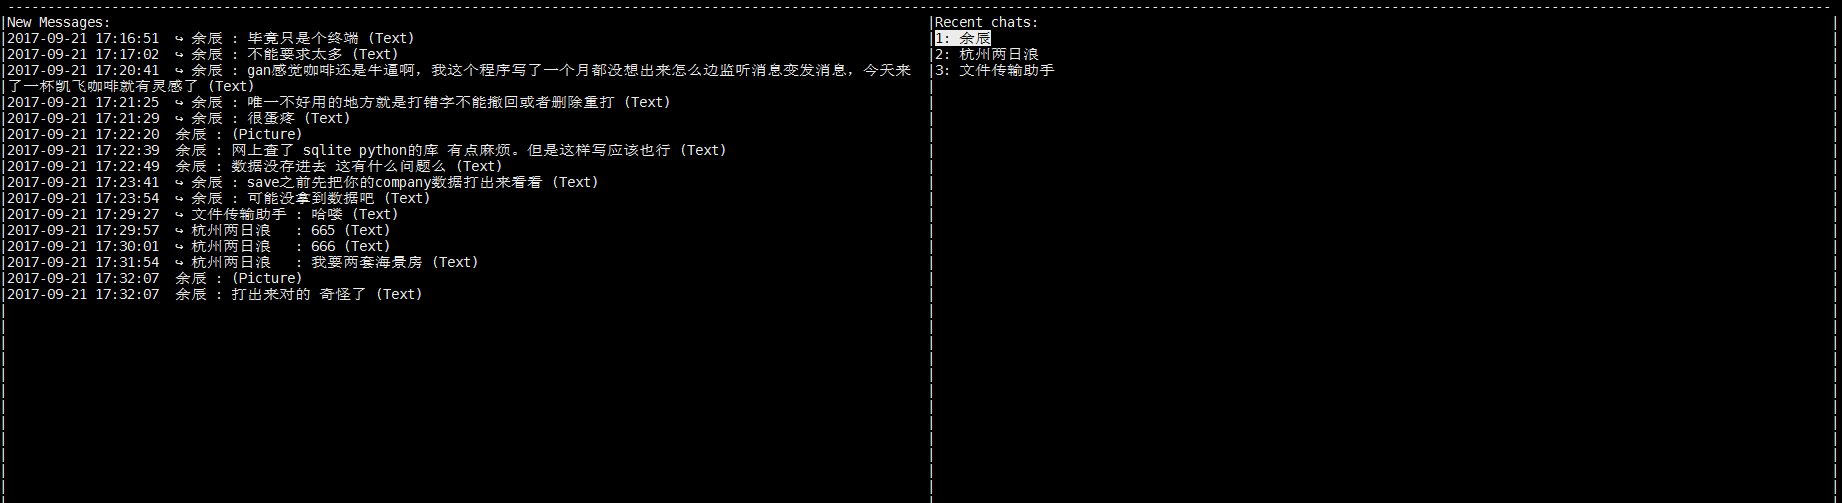 New Messages:
2017-09-21 17:16:51 ↪ 余辰 : 毕竟只是个终端 (Text)
2017-09-21 17:17:02 ↪ 余辰 : 不能要求太多 (Text)
2017-09-21 17:20:41 ↪ 余辰 : gan感觉咖啡还是牛逼啊，我这个程序写了一个月都没想出来怎么边监听消息变发消息，今天来
了一杯凯飞咖啡就有灵感了 (Text)
2017-09-21 17:21:25 ↪ 余辰 : 唯一不好用的地方就是打错字不能撤回或者删除重打 (Text)
2017-09-21 17:21:29 ↪ 余辰 : 很蛋疼 (Text)
2017-09-21 17:22:20 余辰 : (Picture)
2017-09-21 17:22:39 余辰 : 网上查了 sqlite python的库 有点麻烦。但是这样写应该也行 (Text)
2017-09-21 17:22:49 余辰 : 数据没存进去 这有什么问题么 (Text)
2017-09-21 17:23:41 ↪ 余辰 : save之前先把你的company数据打出来看看 (Text)
2017-09-21 17:23:54 ↪ 余辰 : 可能没拿到数据吧 (Text)
2017-09-21 17:29:27 ↪ 文件传输助手 : 哈喽 (Text)
2017-09-21 17:29:57 ↪ 杭州两日浪 : 665 (Text)
2017-09-21 17:30:01 ↪ 杭州两日浪 : 666 (Text)
2017-09-21 17:31:54 ↪ 杭州两日浪 : 我要两套海景房 (Text)
2017-09-21 17:32:07 余辰 : (Picture)
2017-09-21 17:32:07 余辰 : 打出来对的 奇怪了 (Text)
Recent chats:
1: 余辰
2: 杭州两日浪
3: 文件传输助手